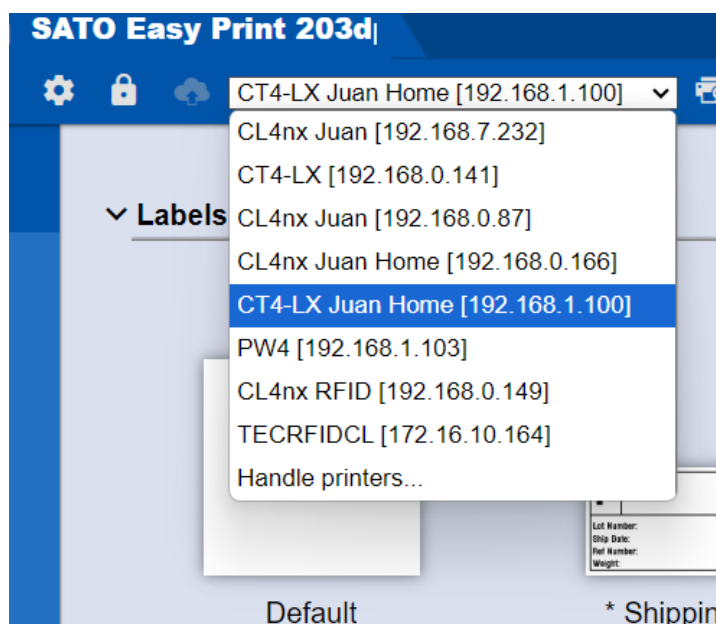 SATO Easy Print 203d
CT4-LX Juan Home [192.168.1.100]
CL4nx Juan [192.168.7.232]
CT4-LX [192.168.0.141]
Labels
CL4nx Juan [192.168.0.87]
CL4nx Juan Home [192.168.0.166]
CT4-LX Juan Home [192.168.1.100]
PW4 [192.168.1.103]
CL4nx RFID [192.168.0.149]
TECRFIDCL [172.16.10.164]
Handle printers...
Lot Number:
Ship Date:
Ref Number:
Weight:
Default
* Shippin